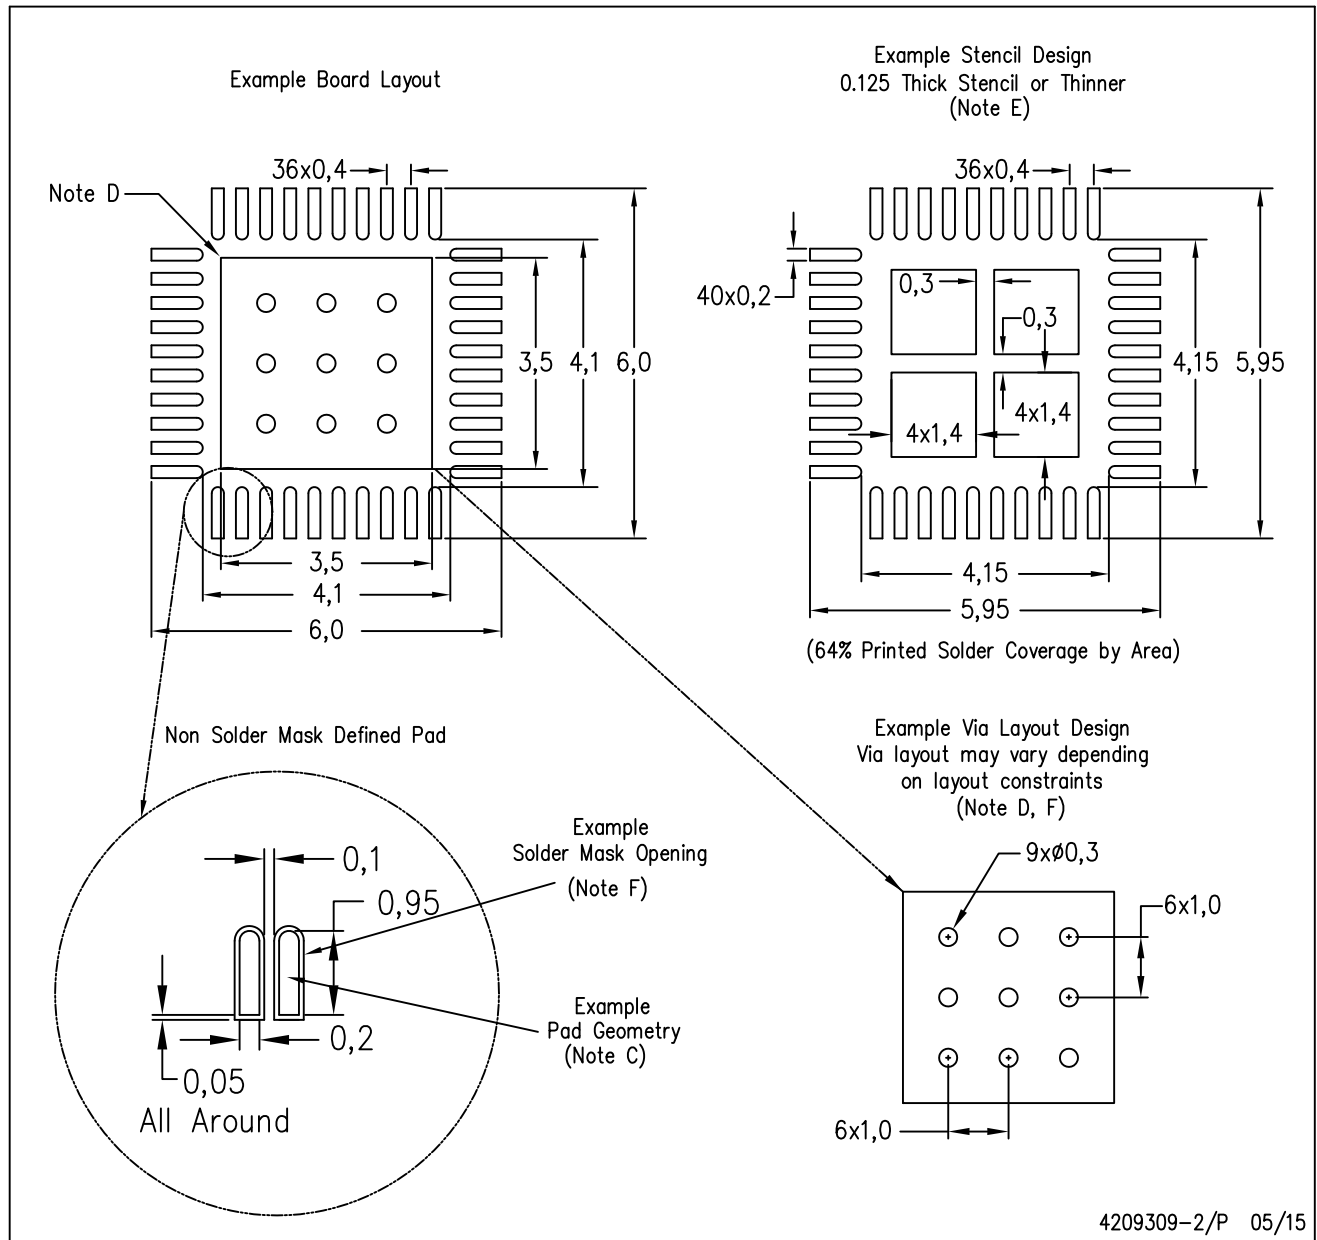 Example Board Layout
36x0,4
Note D
3,5
4,1
6,0
3,5
4,1
6,0
Example Stencil Design
0.125 Thick Stencil or Thinner
(Note E)
36x0,4
40x0,2
0,3
0,3
4x1,4
4x1,4
4,15
5,95
4,15
5,95
(64% Printed Solder Coverage by Area)
Non Solder Mask Defined Pad
0,1
0,95
0,2
0,05
All Around
Example
Solder Mask Opening
(Note F)
Example
Pad Geometry
(Note C)
Example Via Layout Design
Via layout may vary depending
on layout constraints
(Note D, F)
9xø0,3
6x1,0
6x1,0
4209309-2/P 05/15